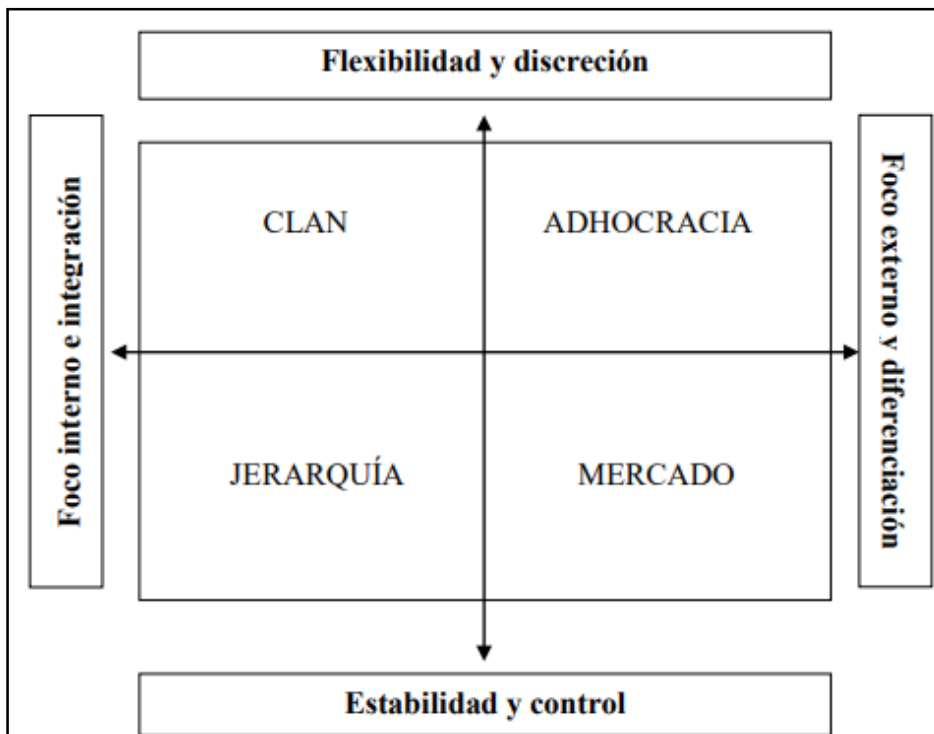 Flexibilidad y discreción
Foco interno e integración
CLAN
ADHOCRACIA
Foco externo y diferenciación
JERARQUÍA
MERCADO
Estabilidad y control